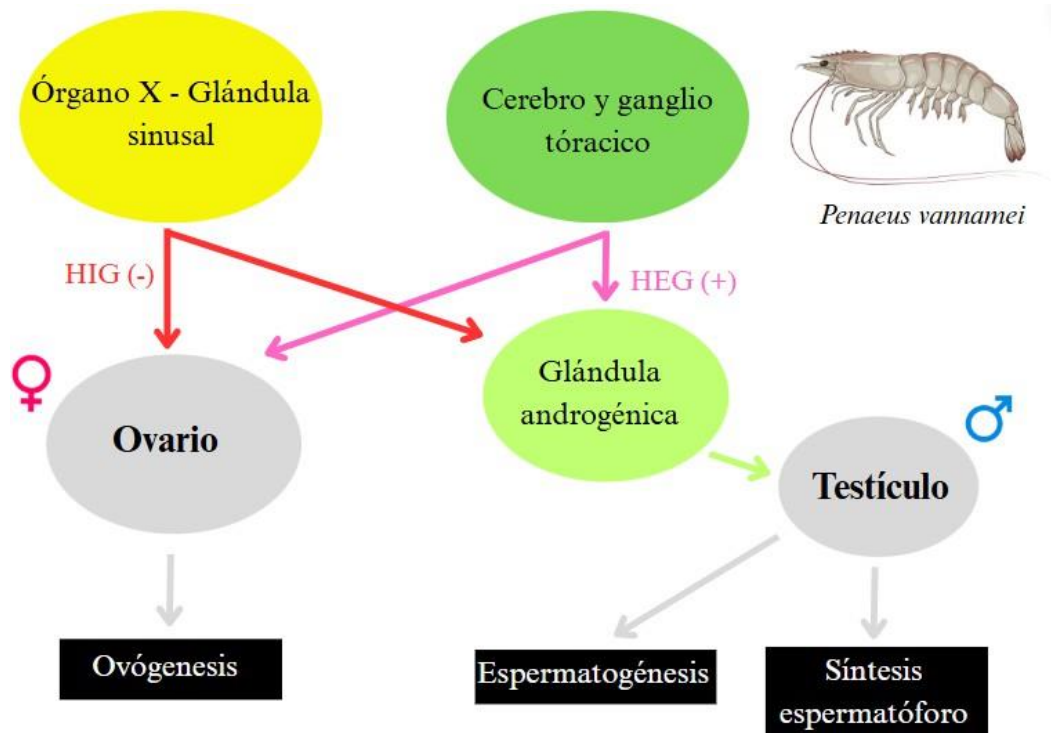 Órgano X - Glándula
sinusal
Cerebro y ganglio
tóracico
Penaeus vannamei
HIG (-)
HEG (+)
Glándula
androgénica
Ovario
Testículo
Ovógenesis
Espermatogénesis
Síntesis
espermatóforo